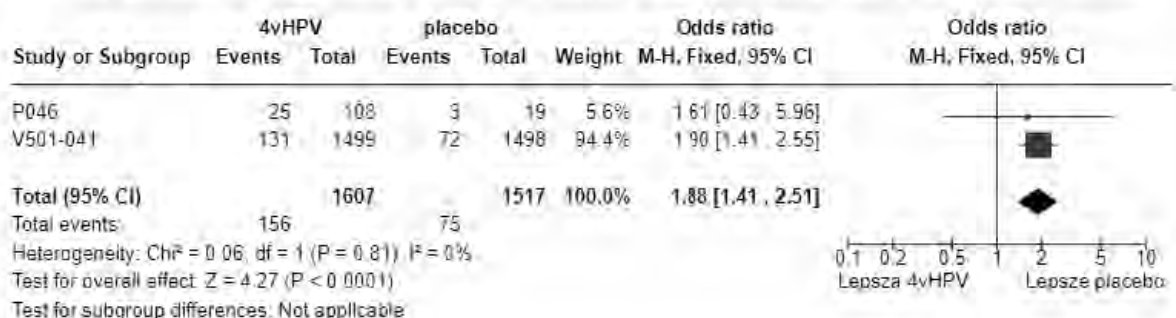 4vHPV placebo Odds ratio Odds ratio
Study or Subgroup Events Total Events Total Weight M-H, Fixed, 95% CI M-H, Fixed, 95% CI
P046 25 108 3 19 5.6% 1.61 [0.43 , 5.96]
V501-041 131 1499 72 1498 94.4% 1.90 [1.41 , 2.55]
Total (95% CI) 1607 1517 100.0% 1.88 [1.41 , 2.51]
Total events: 156 75
Heterogeneity: Chi² = 0.06, df = 1 (P = 0.81); I² = 0%
Test for overall effect: Z = 4.27 (P < 0.0001)
Test for subgroup differences: Not applicable
0.1 0.2 0.5 1 2 5 10
Lepsza 4vHPV Lepsze placebo